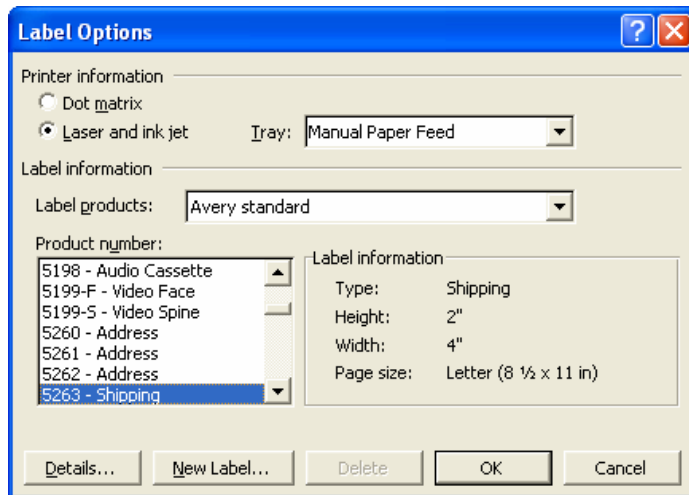 Label Options
Printer information
Dot matrix
Laser and ink jet Tray: Manual Paper Feed
Label information
Label products: Avery standard
Product number:
5198 - Audio Cassette
5199-F - Video Face
5199-S - Video Spine
5260 - Address
5261 - Address
5262 - Address
5263 - Shipping
Label information
Type: Shipping
Height: 2"
Width: 4"
Page size: Letter (8 ½ x 11 in)
Details... New Label... Delete OK Cancel